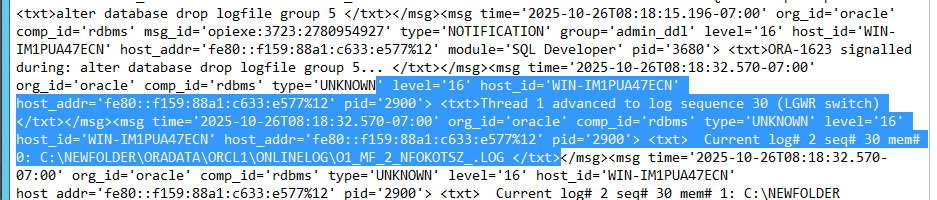 <txt>alter database drop logfile group 5 </txt></msg><msg time='2025-10-26T08:18:15.196-07:00' org_id='oracle'
comp_id='rdbms' msg_id='opiexe:3723:2780954927' type='NOTIFICATION' group='admin_ddl' level='16' host_id='WIN-
IM1PUA47ECN' host_addr='fe80::f159:88a1:c633:e577%12' module='SQL Developer' pid='3680'> <txt>ORA-1623 signalled
during: alter database drop logfile group 5... </txt></msg><msg time='2025-10-26T08:18:32.570-07:00'
org_id='oracle' comp_id='rdbms' type='UNKNOWN' level='16' host_id='WIN-IM1PUA47ECN'
host_addr='fe80::f159:88a1:c633:e577%12' pid='2900'> <txt>Thread 1 advanced to log sequence 30 (LGWR switch)
</txt></msg><msg time='2025-10-26T08:18:32.570-07:00' org_id='oracle' comp_id='rdbms' type='UNKNOWN' level='16'
host_id='WIN-IM1PUA47ECN' host_addr='fe80::f159:88a1:c633:e577%12' pid='2900'> <txt>  Current log# 2 seq# 30 mem#
0: C:\NEWFOLDER\ORADATA\ORCL1\ONLINELOG\O1_MF_2_NFOKOTSZ_.LOG </txt></msg><msg time='2025-10-26T08:18:32.570-
07:00' org_id='oracle' comp_id='rdbms' type='UNKNOWN' level='16' host_id='WIN-IM1PUA47ECN'
host_addr='fe80::f159:88a1:c633:e577%12' pid='2900'> <txt>  Current log# 2 seq# 30 mem# 1: C:\NEWFOLDER